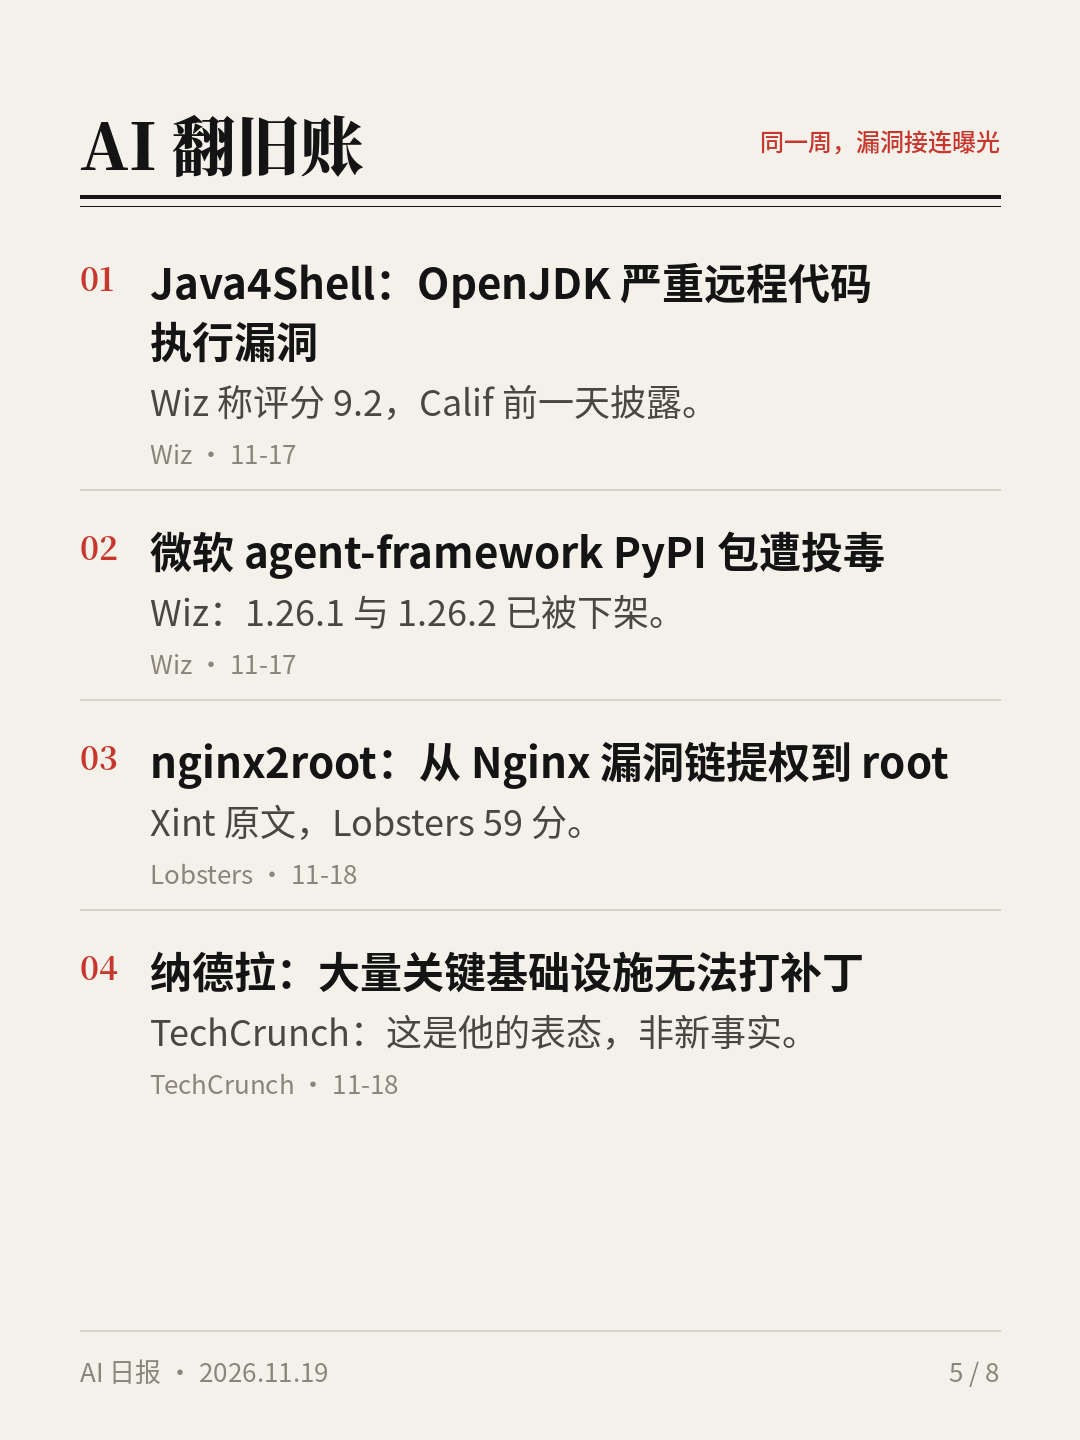 AI 翻旧账
同一周，漏洞接连曝光
01
Java4Shell：OpenJDK 严重远程代码
执行漏洞
Wiz 称评分 9.2，Calif 前一天披露。
Wiz · 11-17
02
微软 agent-framework PyPI 包遭投毒
Wiz：1.26.1 与 1.26.2 已被下架。
Wiz · 11-17
03
nginx2root：从 Nginx 漏洞链提权到 root
Xint 原文，Lobsters 59 分。
Lobsters · 11-18
04
纳德拉：大量关键基础设施无法打补丁
TechCrunch：这是他的表态，非新事实。
TechCrunch · 11-18
AI 日报 · 2026.11.19
5 / 8